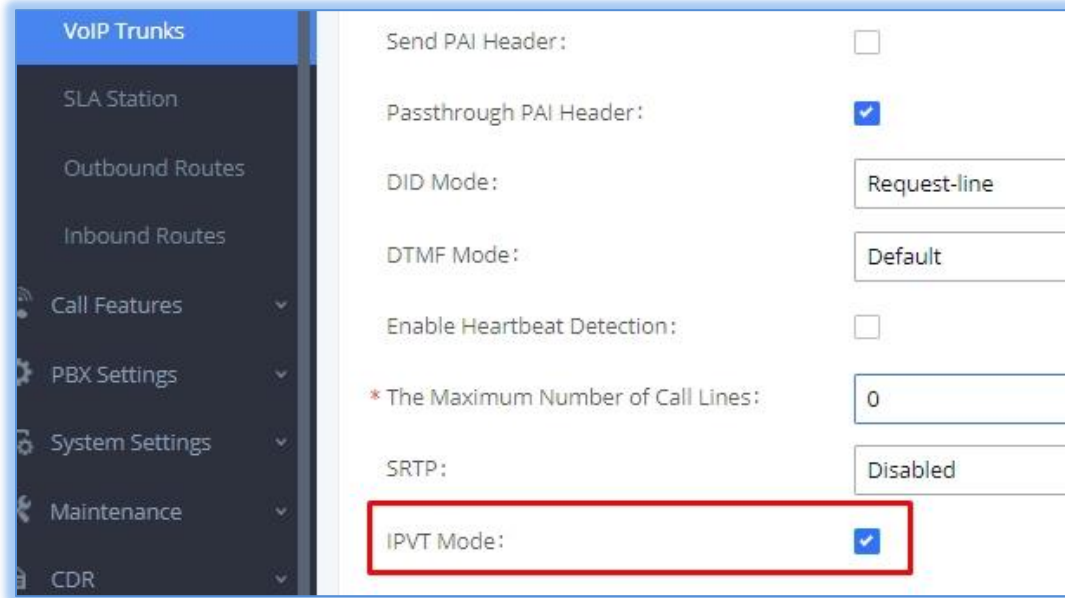 VoIP Trunks
SLA Station
Outbound Routes
Inbound Routes
Call Features
PBX Settings
System Settings
Maintenance
CDR
Send PAI Header:
Passthrough PAI Header:
DID Mode: Request-line
DTMF Mode: Default
Enable Heartbeat Detection:
* The Maximum Number of Call Lines: 0
SRTP: Disabled
IPVT Mode: